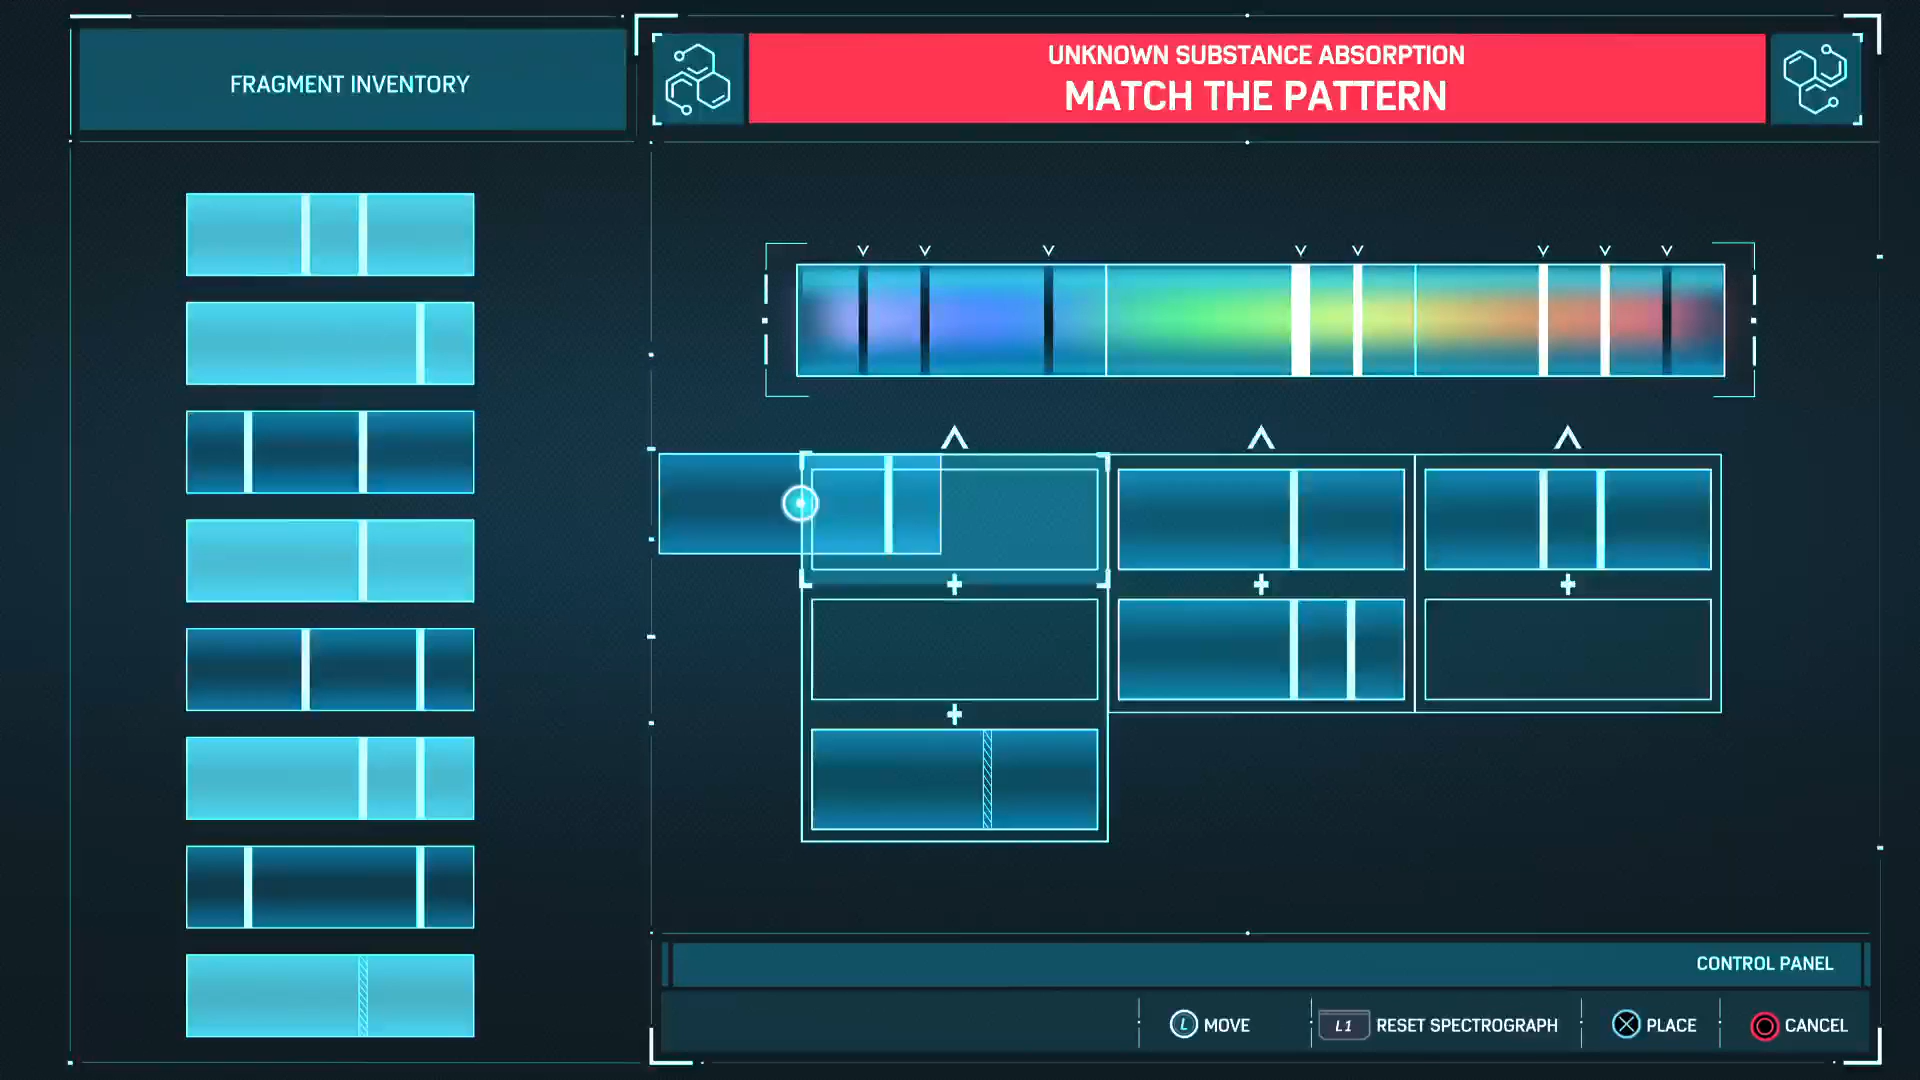 FRAGMENT INVENTORY
UNKNOWN SUBSTANCE ABSORPTION
MATCH THE PATTERN
CONTROL PANEL
L MOVE
L1 RESET SPECTROGRAPH
PLACE
CANCEL